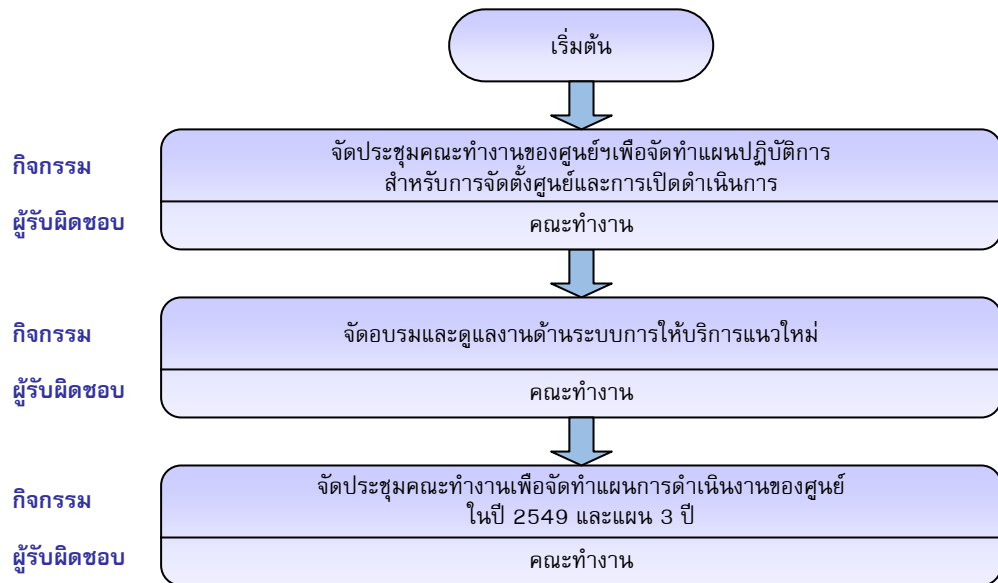 เริ่มต้น
กิจกรรม
จัดประชุมคณะทำงานของศูนย์ฯเพื่อจัดทำแผนปฏิบัติการ
สำหรับการจัดตั้งศูนย์และการเปิดดำเนินการ
ผู้รับผิดชอบ
คณะทำงาน
กิจกรรม
จัดอบรมและดูแลงานด้านระบบการให้บริการแนวใหม่
ผู้รับผิดชอบ
คณะทำงาน
กิจกรรม
จัดประชุมคณะทำงานเพื่อจัดทำแผนการดำเนินงานของศูนย์
ในปี 2549 และแผน 3 ปี
ผู้รับผิดชอบ
คณะทำงาน